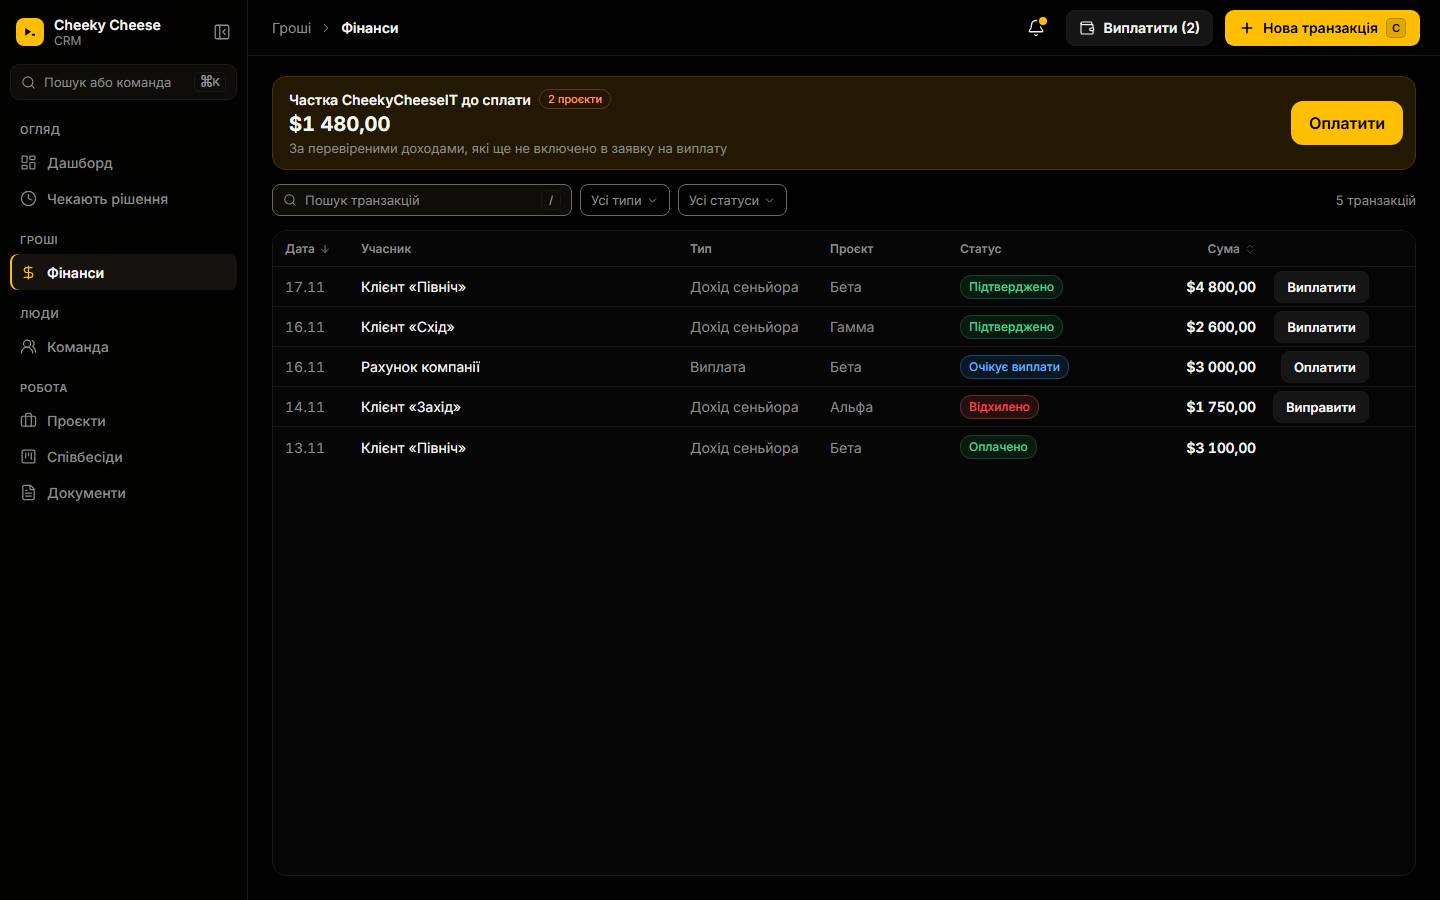 Cheeky Cheese
CRM
Пошук або команда ⌘K
ОГЛЯД
Дашборд
Чекають рішення
ГРОШІ
Фінанси
ЛЮДИ
Команда
РОБОТА
Проєкти
Співбесіди
Документи
Гроші > Фінанси
Виплатити (2)
+ Нова транзакція C
Частка CheekyCheeseIT до сплати 2 проєкти
$1 480,00
За перевіреними доходами, які ще не включено в заявку на виплату
Оплатити
Пошук транзакцій /
Усі типи
Усі статуси
5 транзакцій
Дата ↓ Учасник Тип Проєкт Статус Сума
17.11 Клієнт «Північ» Дохід сеньйора Бета Підтверджено $4 800,00 Виплатити
16.11 Клієнт «Схід» Дохід сеньйора Гамма Підтверджено $2 600,00 Виплатити
16.11 Рахунок компанії Виплата Бета Очікує виплати $3 000,00 Оплатити
14.11 Клієнт «Захід» Дохід сеньйора Альфа Відхилено $1 750,00 Виправити
13.11 Клієнт «Північ» Дохід сеньйора Бета Оплачено $3 100,00